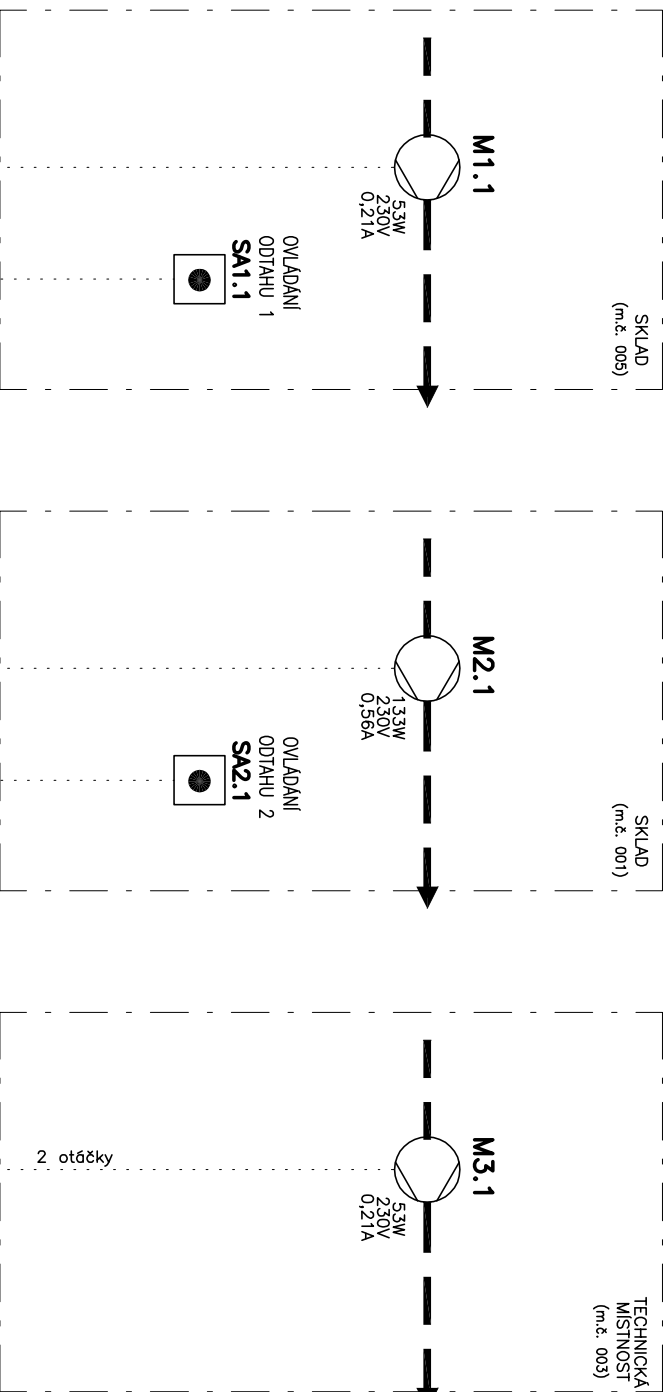 SKLAD
(m.č. 005)
M1.1
53W
230V
0,21A
OVLÁDÁNÍ
ODTAHU 1
SA1.1
SKLAD
(m.č. 001)
M2.1
133W
230V
0,56A
OVLÁDÁNÍ
ODTAHU 2
SA2.1
TECHNICKÁ
MÍSTNOST
(m.č. 003)
M3.1
53W
230V
0,21A
2 otáčky